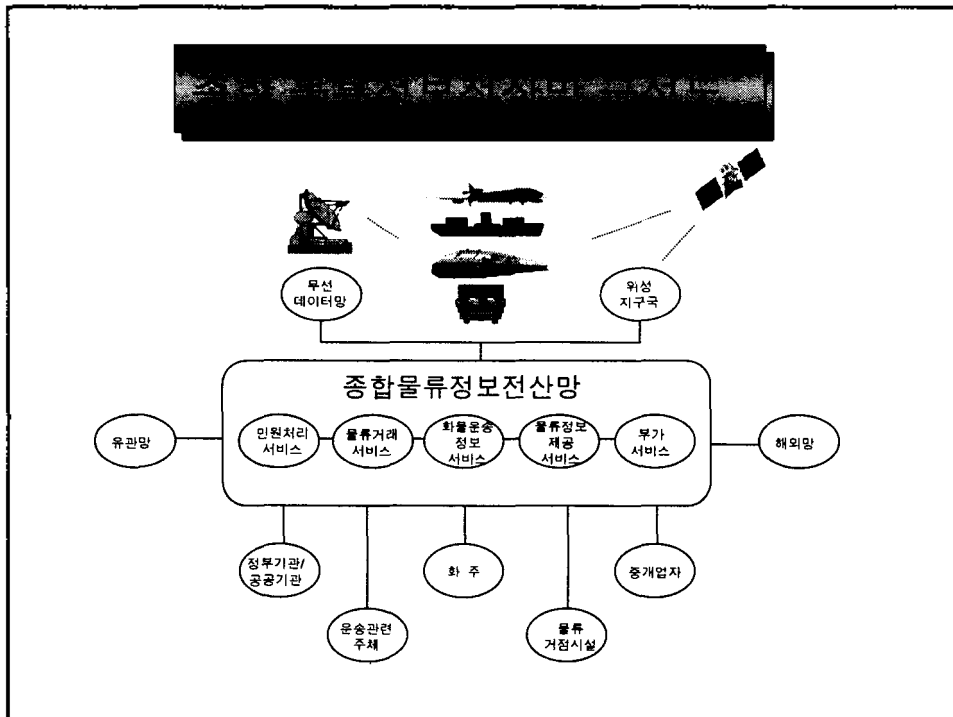 무선
데이터망
위성
지구국
종합물류정보전산망
유관망
민원처리
서비스
물류거래
서비스
화물운송
정보
서비스
물류정보
제공
서비스
부가
서비스
해외망
정부기관/
공공기관
화 주
중개업자
운송관련
주체
물류
거점시설